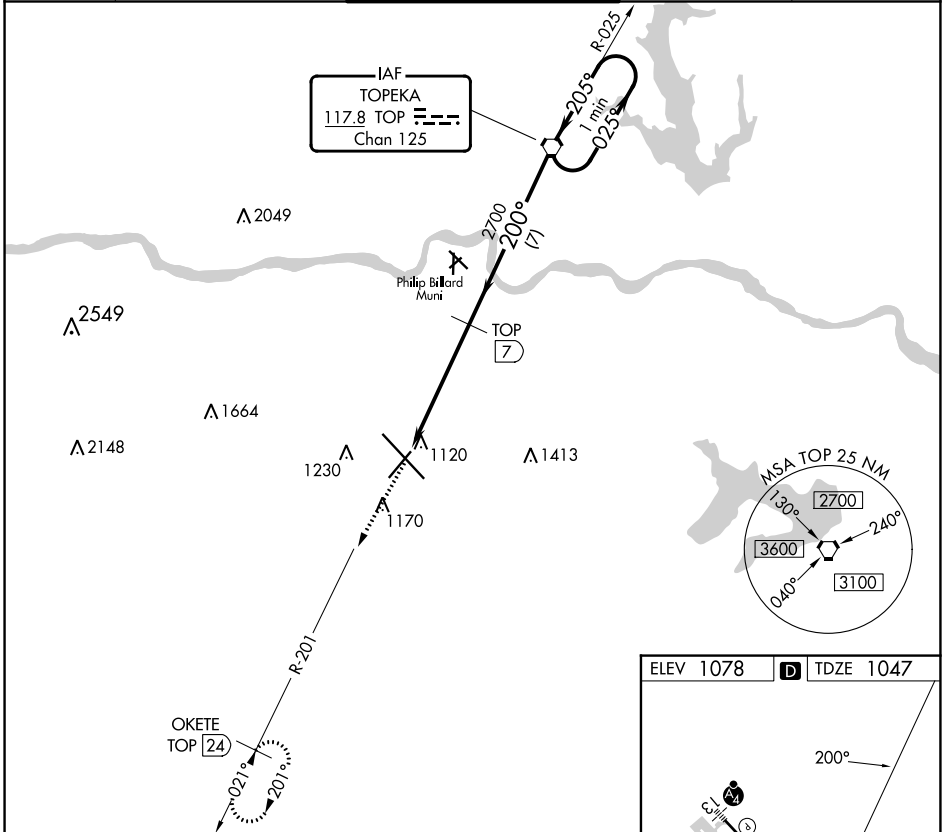 R-025
IAF
TOPEKA
117.8 TOP
Chan 125
205°
1 min
025°
2049
2700
200°
(7)
Philip Billard
Muni
2549
TOP
7
1664
2148
1230
1120
1413
1170
MSA TOP 25 NM
130°
2700
240°
3600
040°
3100
R-201
OKETE
TOP 24
021°
201°
ELEV 1078 D TDZE 1047
200°
A4
13
P